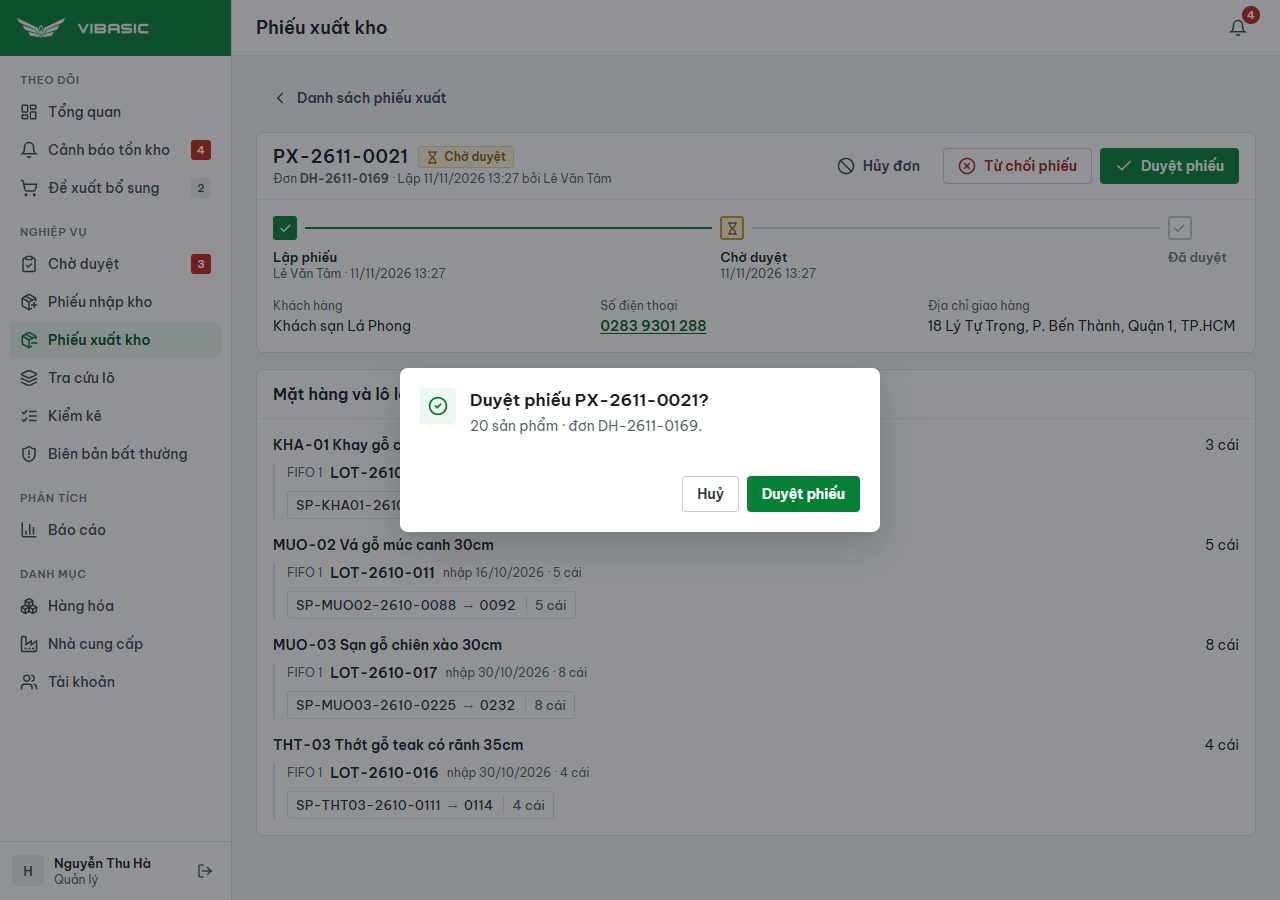 VIBASIC
Phiếu xuất kho
4
THEO DÕI
Tổng quan
Cảnh báo tồn kho 4
Đề xuất bổ sung 2
NGHIỆP VỤ
Chờ duyệt 3
Phiếu nhập kho
Phiếu xuất kho
Tra cứu lô
Kiểm kê
Biên bản bất thường
PHÂN TÍCH
Báo cáo
DANH MỤC
Hàng hóa
Nhà cung cấp
Tài khoản
H
Nguyễn Thu Hà
Quản lý
Danh sách phiếu xuất
PX-2611-0021 Chờ duyệt
Đơn DH-2611-0169 · Lập 11/11/2026 13:27 bởi Lê Văn Tâm
Hủy đơn
Từ chối phiếu
Duyệt phiếu
Lập phiếu
Lê Văn Tâm · 11/11/2026 13:27
Chờ duyệt
11/11/2026 13:27
Đã duyệt
Khách hàng
Khách sạn Lá Phong
Số điện thoại
0283 9301 288
Địa chỉ giao hàng
18 Lý Tự Trọng, P. Bến Thành, Quận 1, TP.HCM
Mặt hàng và lô
KHA-01 Khay gỗ 3 cái
FIFO 1 LOT-2610
SP-KHA01-2610
MUO-02 Vá gỗ múc canh 30cm 5 cái
FIFO 1 LOT-2610-011 nhập 16/10/2026 · 5 cái
SP-MUO02-2610-0088 → 0092 5 cái
MUO-03 Sạn gỗ chiên xào 30cm 8 cái
FIFO 1 LOT-2610-017 nhập 30/10/2026 · 8 cái
SP-MUO03-2610-0225 → 0232 8 cái
THT-03 Thớt gỗ teak có rãnh 35cm 4 cái
FIFO 1 LOT-2610-016 nhập 30/10/2026 · 4 cái
SP-THT03-2610-0111 → 0114 4 cái
Duyệt phiếu PX-2611-0021?
20 sản phẩm · đơn DH-2611-0169.
Huỷ
Duyệt phiếu